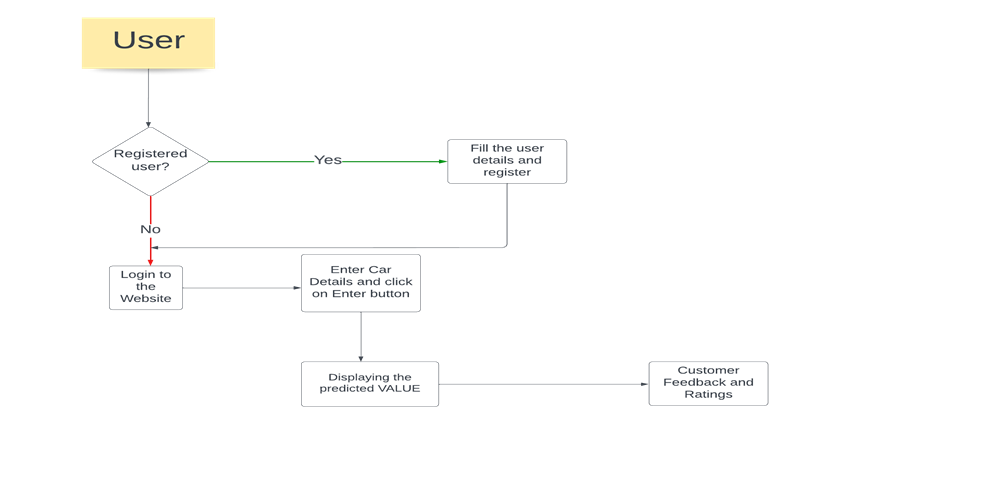 User
Registered
user?
Yes
Fill the user
details and
register
No
Login to
the
Website
Enter Car
Details and click
on Enter button
Displaying the
predicted VALUE
Customer
Feedback and
Ratings